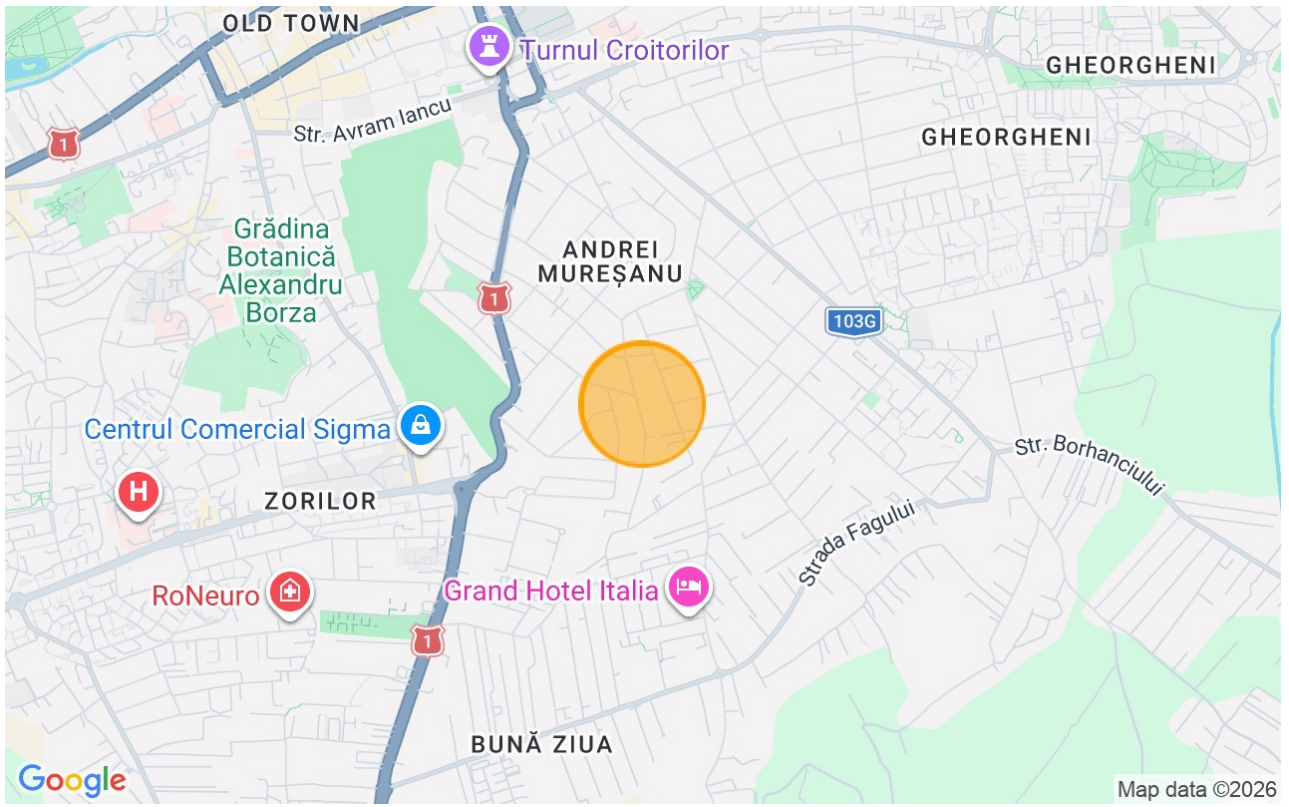 OLD TOWN
Turnul Croitorilor
GHEORGHENI
Str. Avram Iancu
1
GHEORGHENI
Grădina
Botanică
Alexandru
Borza
ANDREI
MUREȘANU
1
103G
Centrul Comercial Sigma
Str. Borhanciului
H
ZORILOR
Strada Fagului
RoNeuro
Grand Hotel Italia
1
BUNĂ ZIUA
Google
Map data ©2026